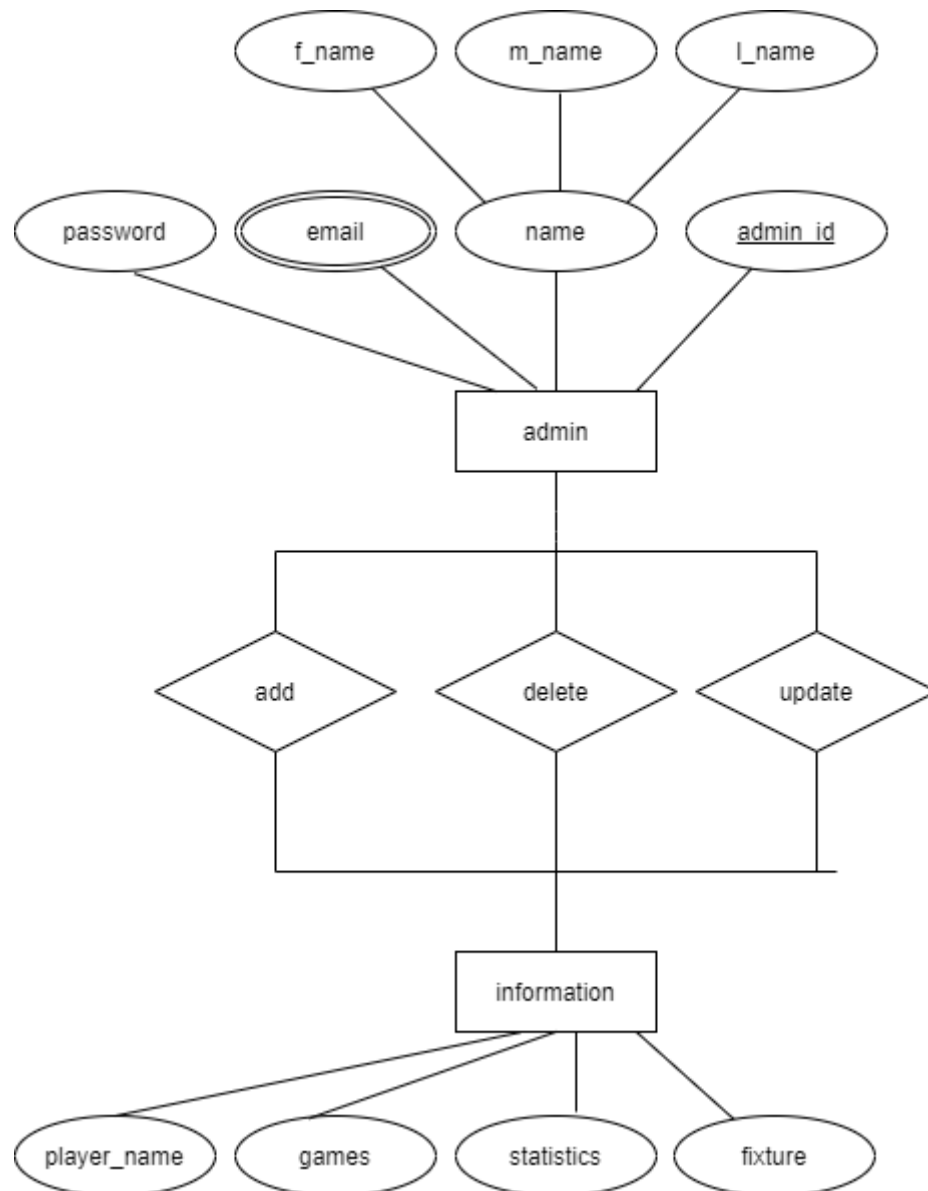 f_name
m_name
l_name
password
email
name
admin_id
admin
add
delete
update
information
player_name
games
statistics
fixture